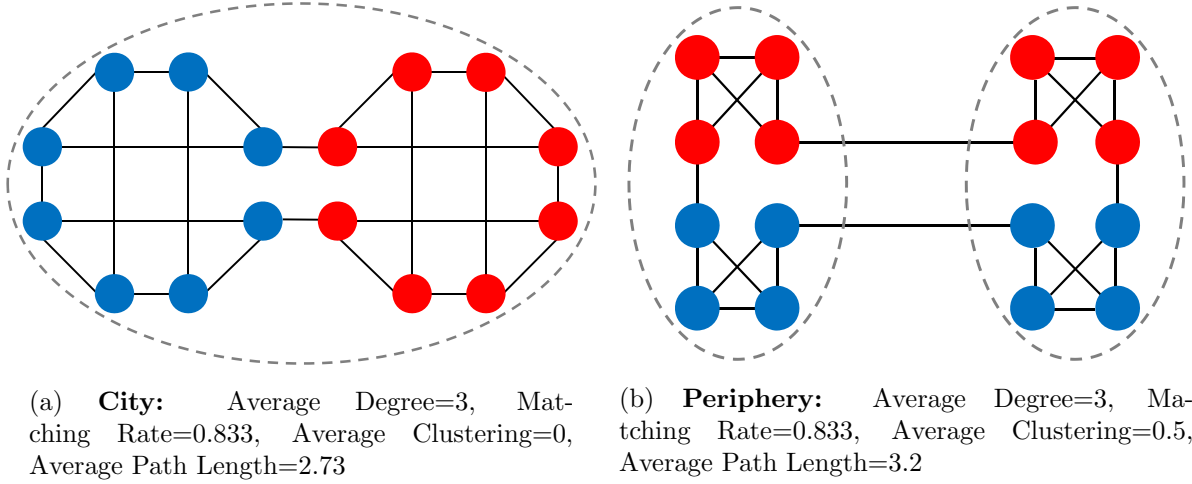 (a) City: Average Degree=3, Mat-
ching Rate=0.833, Average Clustering=0,
Average Path Length=2.73
(b) Periphery: Average Degree=3, Ma-
tching Rate=0.833, Average Clustering=0.5,
Average Path Length=3.2